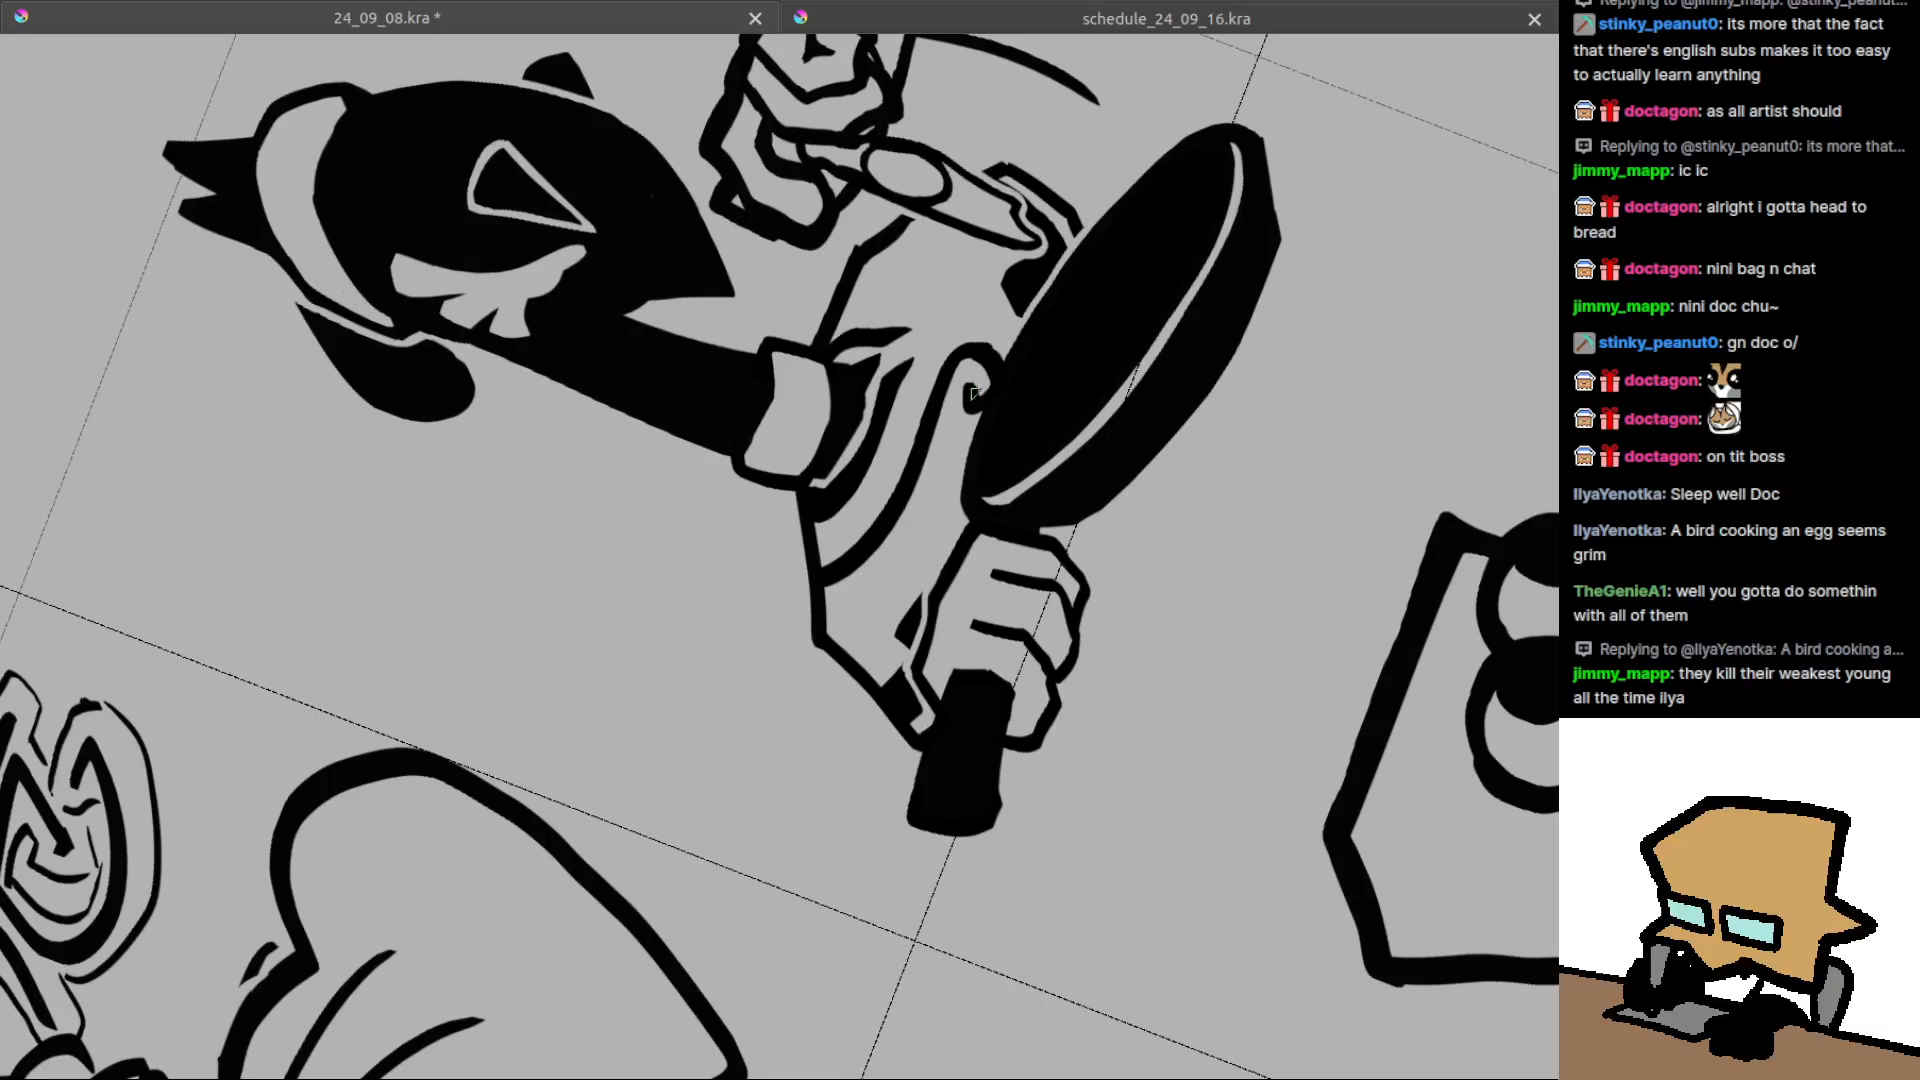 24_09_08.kra *
schedule_24_09_16.kra
Replying to @jimmy_mapp: @stinky_peanut...
stinky_peanut0: its more that the fact
that there's english subs makes it too easy
to actually learn anything
doctagon: as all artist should
Replying to @stinky_peanut0: its more that...
jimmy_mapp: ic ic
doctagon: alright i gotta head to
bread
doctagon: nini bag n chat
jimmy_mapp: nini doc chu~
stinky_peanut0: gn doc o/
doctagon:
doctagon:
doctagon: on tit boss
IlyaYenotka: Sleep well Doc
IlyaYenotka: A bird cooking an egg seems
grim
TheGenieA1: well you gotta do somethin
with all of them
Replying to @IlyaYenotka: A bird cooking a...
jimmy_mapp: they kill their weakest young
all the time ilya